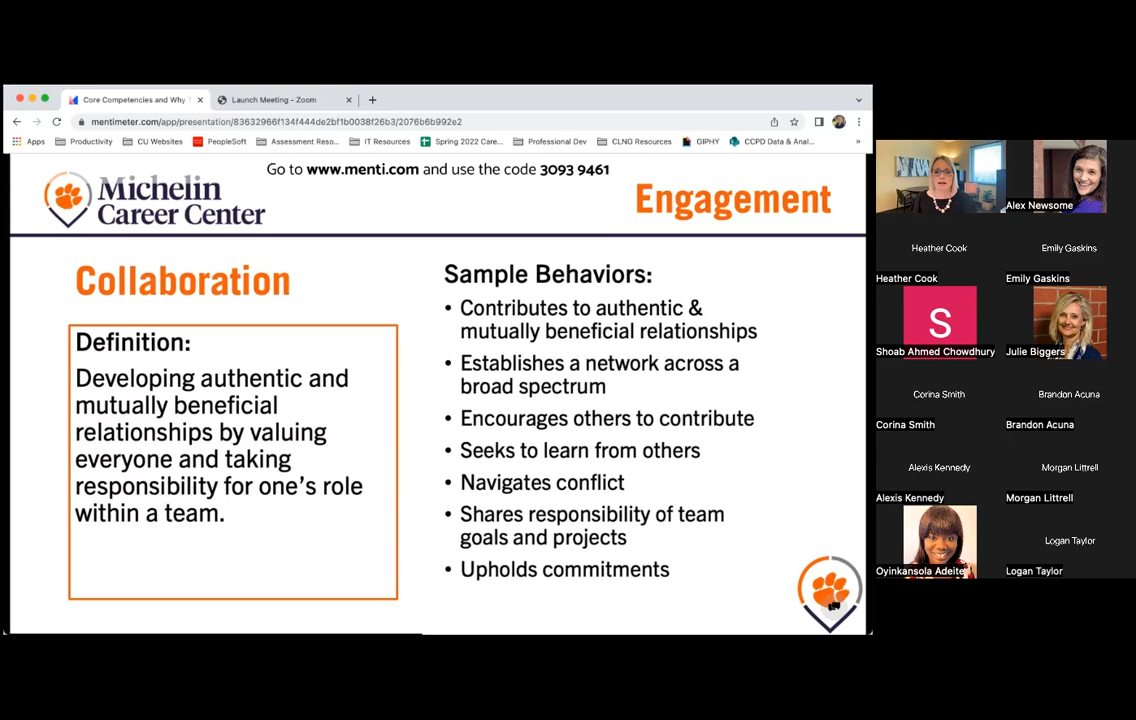 Core Competencies and Why
Launch Meeting - Zoom
mentimeter.com/app/presentation/83632966f134f444de2bf1b0038f26b3/2076b6b992e2
Apps Productivity CU Websites PeopleSoft Assessment Reso... IT Resources Spring 2022 Caree... Professional Dev CLNG Resources GIPHY CCPD Data & Anal... »
Go to www.menti.com and use the code 3093 9461
Michelin
Career Center
Engagement
Collaboration
Definition:
Developing authentic and
mutually beneficial
relationships by valuing
everyone and taking
responsibility for one's role
within a team.
Sample Behaviors:
• Contributes to authentic &
mutually beneficial relationships
• Establishes a network across a
broad spectrum
• Encourages others to contribute
• Seeks to learn from others
• Navigates conflict
• Shares responsibility of team
goals and projects
• Upholds commitments
Alex Newsome
Heather Cook
Emily Gaskins
Heather Cook
Emily Gaskins
S
Shoab Ahmed Chowdhury
Julie Biggers
Corina Smith
Brandon Acuna
Corina Smith
Brandon Acuna
Alexis Kennedy
Morgan Littrell
Alexis Kennedy
Morgan Littrell
Logan Taylor
Oyinkansola Adeite
Logan Taylor